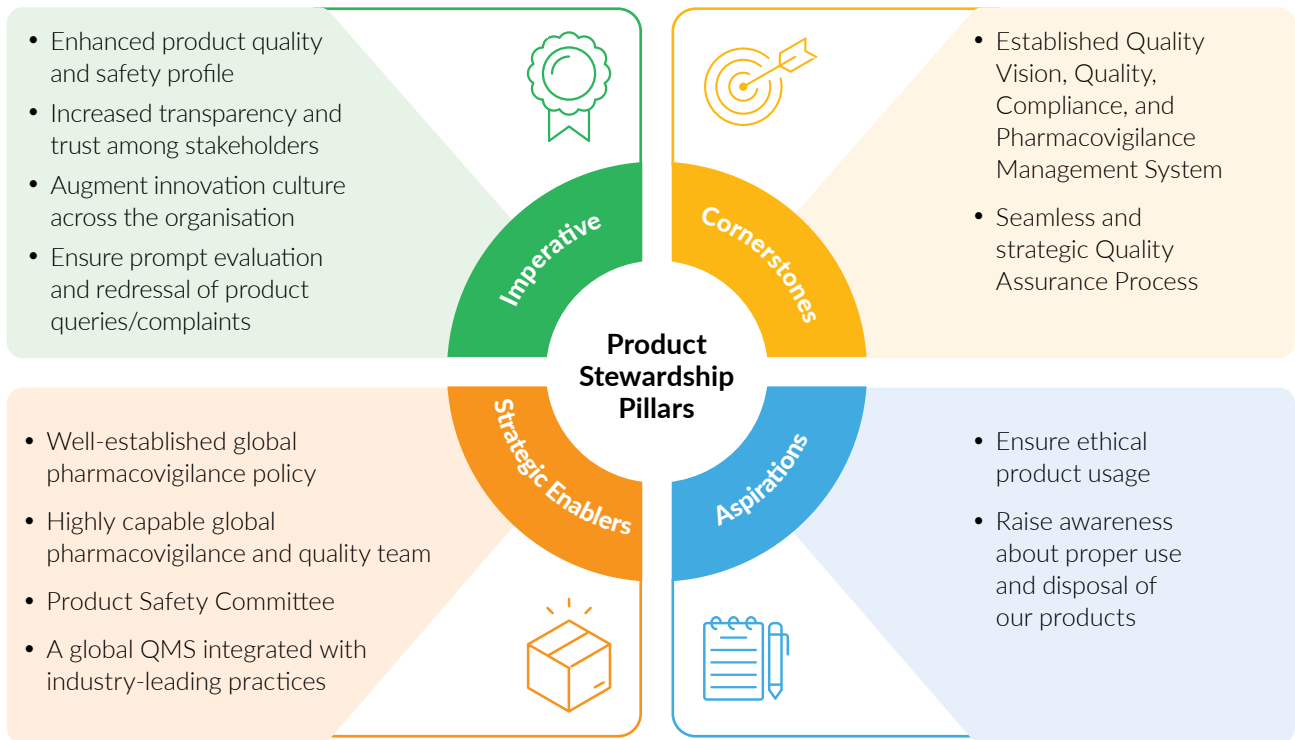 • Enhanced product quality
and safety profile
• Increased transparency and
trust among stakeholders
• Augment innovation culture
across the organisation
• Ensure prompt evaluation
and redressal of product
queries/complaints
Imperative
Cornerstones
• Established Quality
Vision, Quality,
Compliance, and
Pharmacovigilance
Management System
• Seamless and
strategic Quality
Assurance Process
Product
Stewardship
Pillars
• Well-established global
pharmacovigilance policy
• Highly capable global
pharmacovigilance and quality team
• Product Safety Committee
• A global QMS integrated with
industry-leading practices
Strategic Enablers
Aspirations
• Ensure ethical
product usage
• Raise awareness
about proper use
and disposal of
our products